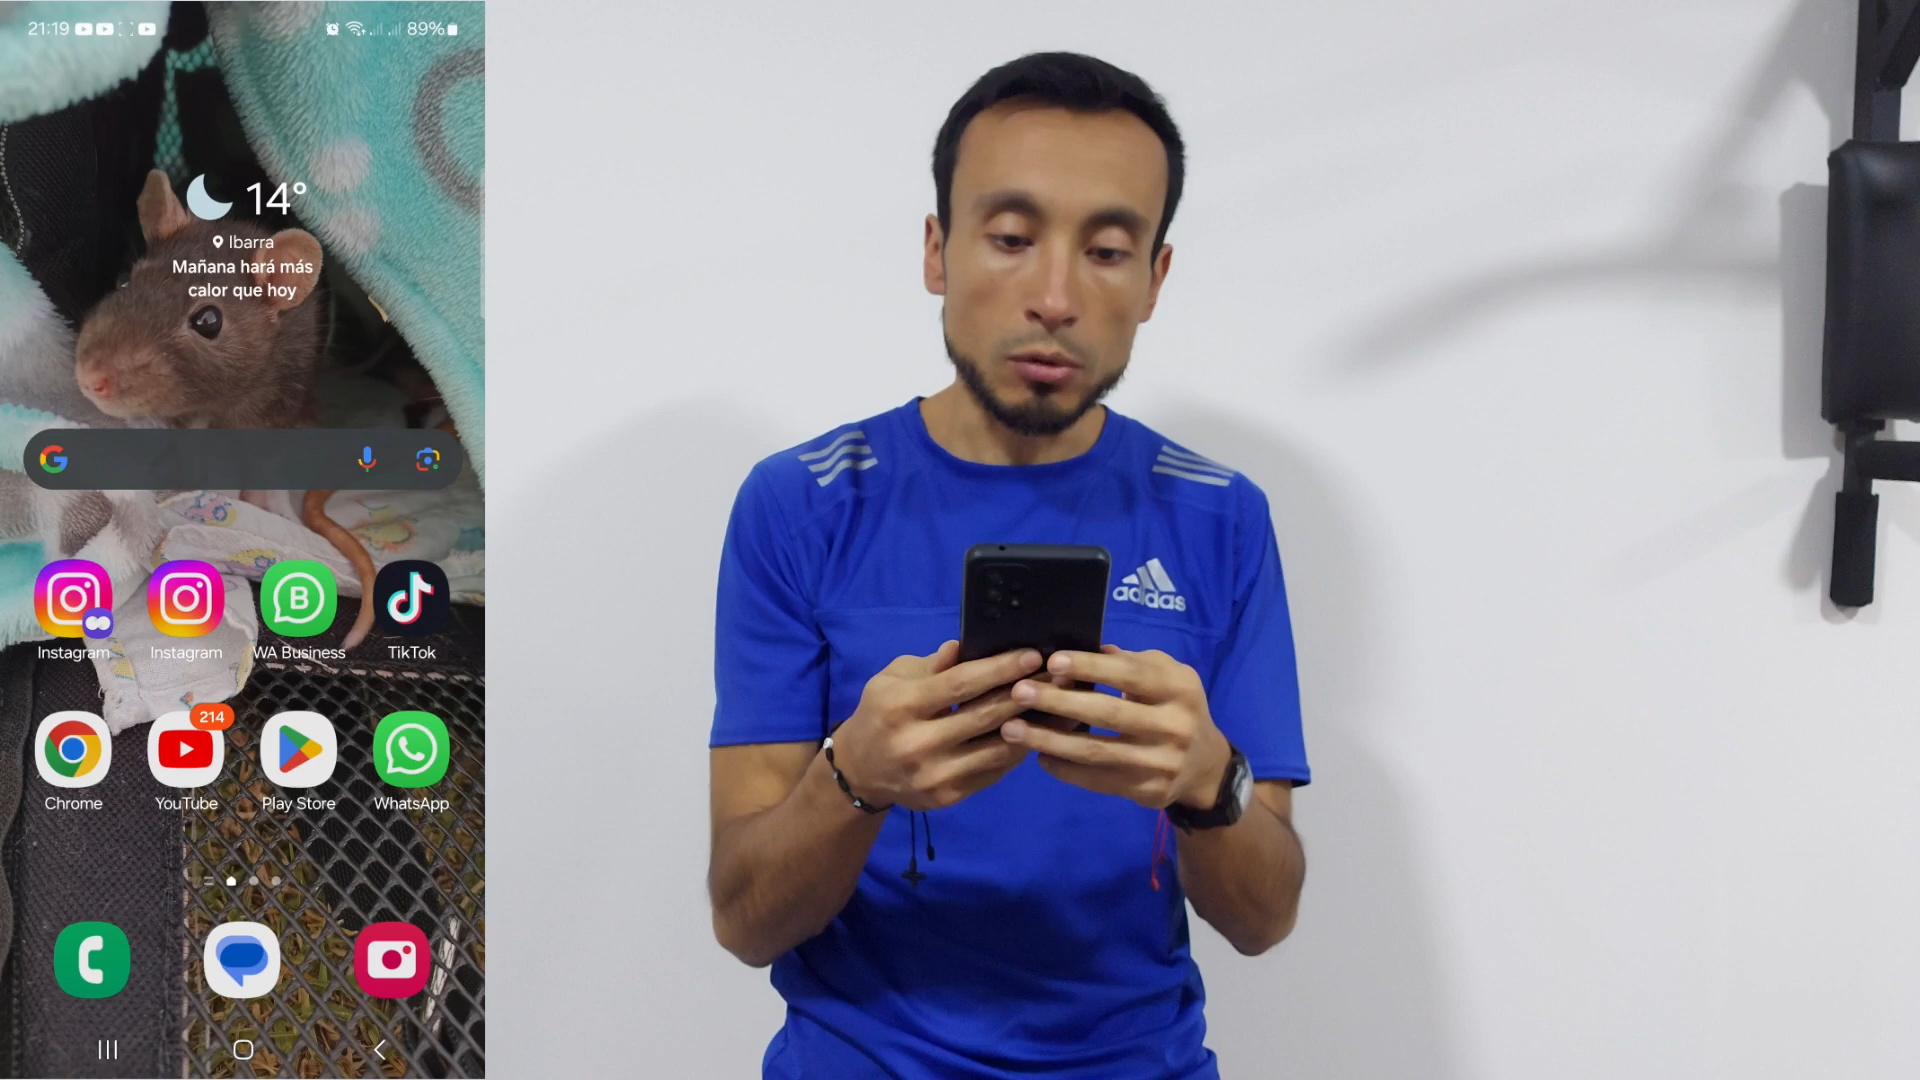 21:19
89%
14°
Ibarra
Mañana hará más
calor que hoy
Instagram
Instagram
B
WA Business
TikTok
214
Chrome
YouTube
Play Store
WhatsApp
adidas